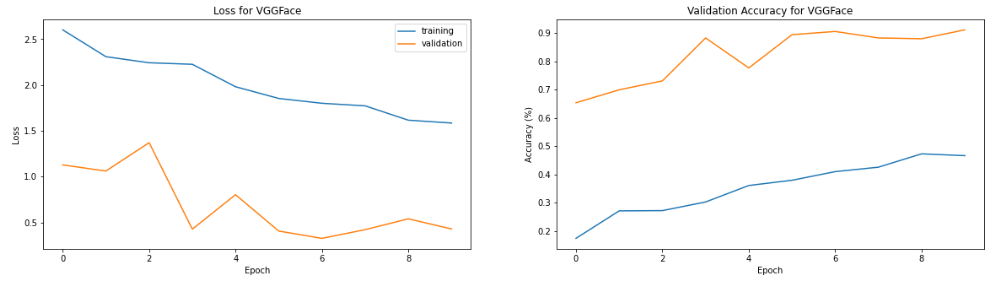 Loss for VGGFace
training
validation
2.5
2.0
1.5
1.0
0.5
Loss
0 2 4 6 8
Epoch
Validation Accuracy for VGGFace
0.9
0.8
0.7
0.6
0.5
0.4
0.3
0.2
Accuracy (%)
0 2 4 6 8
Epoch